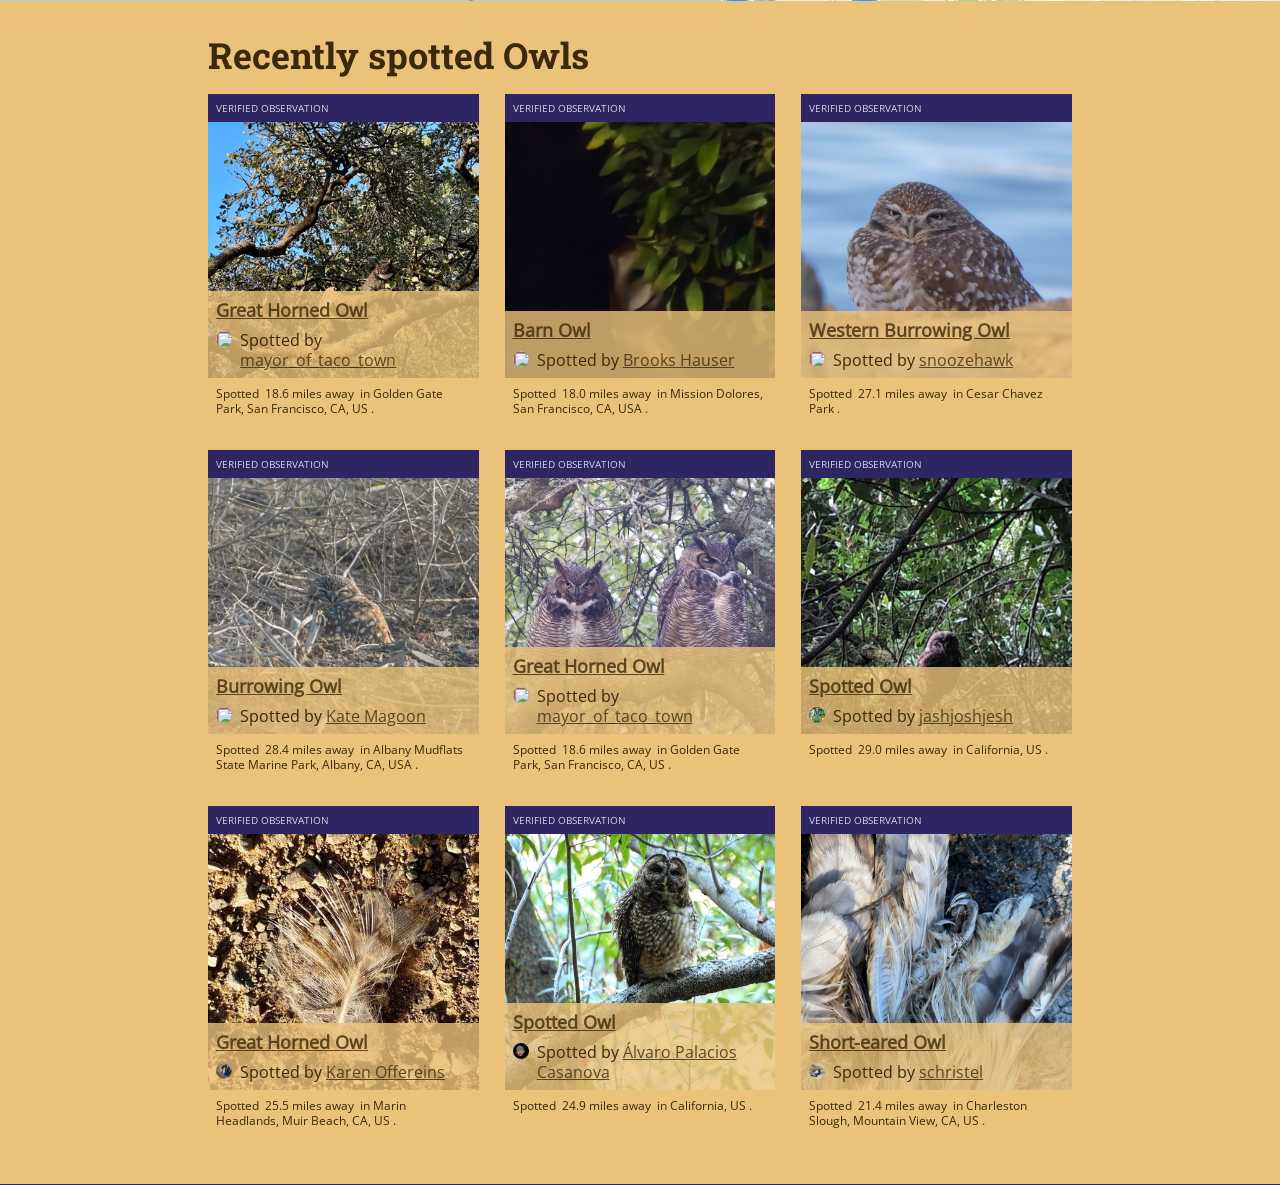 Recently spotted Owls
VERIFIED OBSERVATION
Great Horned Owl
Spotted by
mayor_of_taco_town
Spotted 18.6 miles away in Golden Gate
Park, San Francisco, CA, US .
VERIFIED OBSERVATION
Barn Owl
Spotted by Brooks Hauser
Spotted 18.0 miles away in Mission Dolores,
San Francisco, CA, USA .
VERIFIED OBSERVATION
Western Burrowing Owl
Spotted by snoozehawk
Spotted 27.1 miles away in Cesar Chavez
Park .
VERIFIED OBSERVATION
Burrowing Owl
Spotted by Kate Magoon
Spotted 28.4 miles away in Albany Mudflats
State Marine Park, Albany, CA, USA .
VERIFIED OBSERVATION
Great Horned Owl
Spotted by
mayor_of_taco_town
Spotted 18.6 miles away in Golden Gate
Park, San Francisco, CA, US .
VERIFIED OBSERVATION
Spotted Owl
Spotted by jashjoshjesh
Spotted 29.0 miles away in California, US .
VERIFIED OBSERVATION
Great Horned Owl
Spotted by Karen Offereins
Spotted 25.5 miles away in Marin
Headlands, Muir Beach, CA, US .
VERIFIED OBSERVATION
Spotted Owl
Spotted by Álvaro Palacios
Casanova
Spotted 24.9 miles away in California, US .
VERIFIED OBSERVATION
Short-eared Owl
Spotted by schristel
Spotted 21.4 miles away in Charleston
Slough, Mountain View, CA, US .